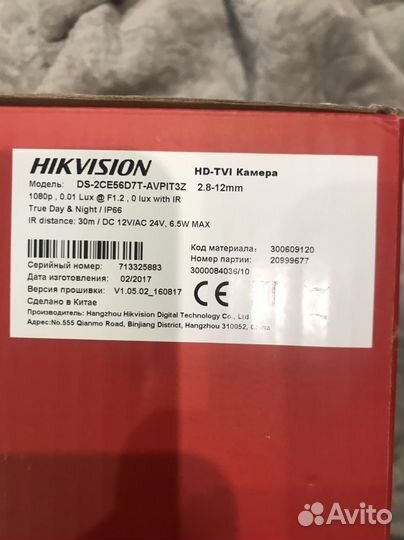 HIKVISION HD-TVI Камера
Модель: DS-2CE56D7T-AVPIT3Z 2.8-12mm
1080p , 0.01 Lux @ F1.2 , 0 lux with IR
True Day & Night / IP66
IR distance: 30m / DC 12V/AC 24V, 6.5W MAX
Код материала: 300609120
Номер партии: 20999677
3000084036/10
Серийный номер: 713325883
Дата изготовления: 02/2017
Версия прошивки: V1.05.02_160817
Сделано в Китае
CE
Производитель: Hangzhou Hikvision Digital Technology Co., Ltd
Адрес:No.555 Qianmo Road, Binjiang District, Hangzhou 310052, China
Avito